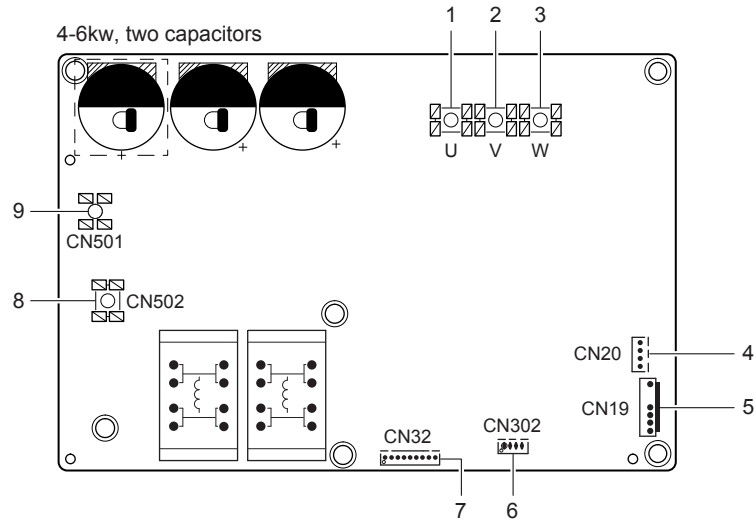 1 2 3
4-6kw, two capacitors
+ + +
U V W
9
CN501
8 CN502
CN20 4
CN19 5
CN32 CN302
7 6